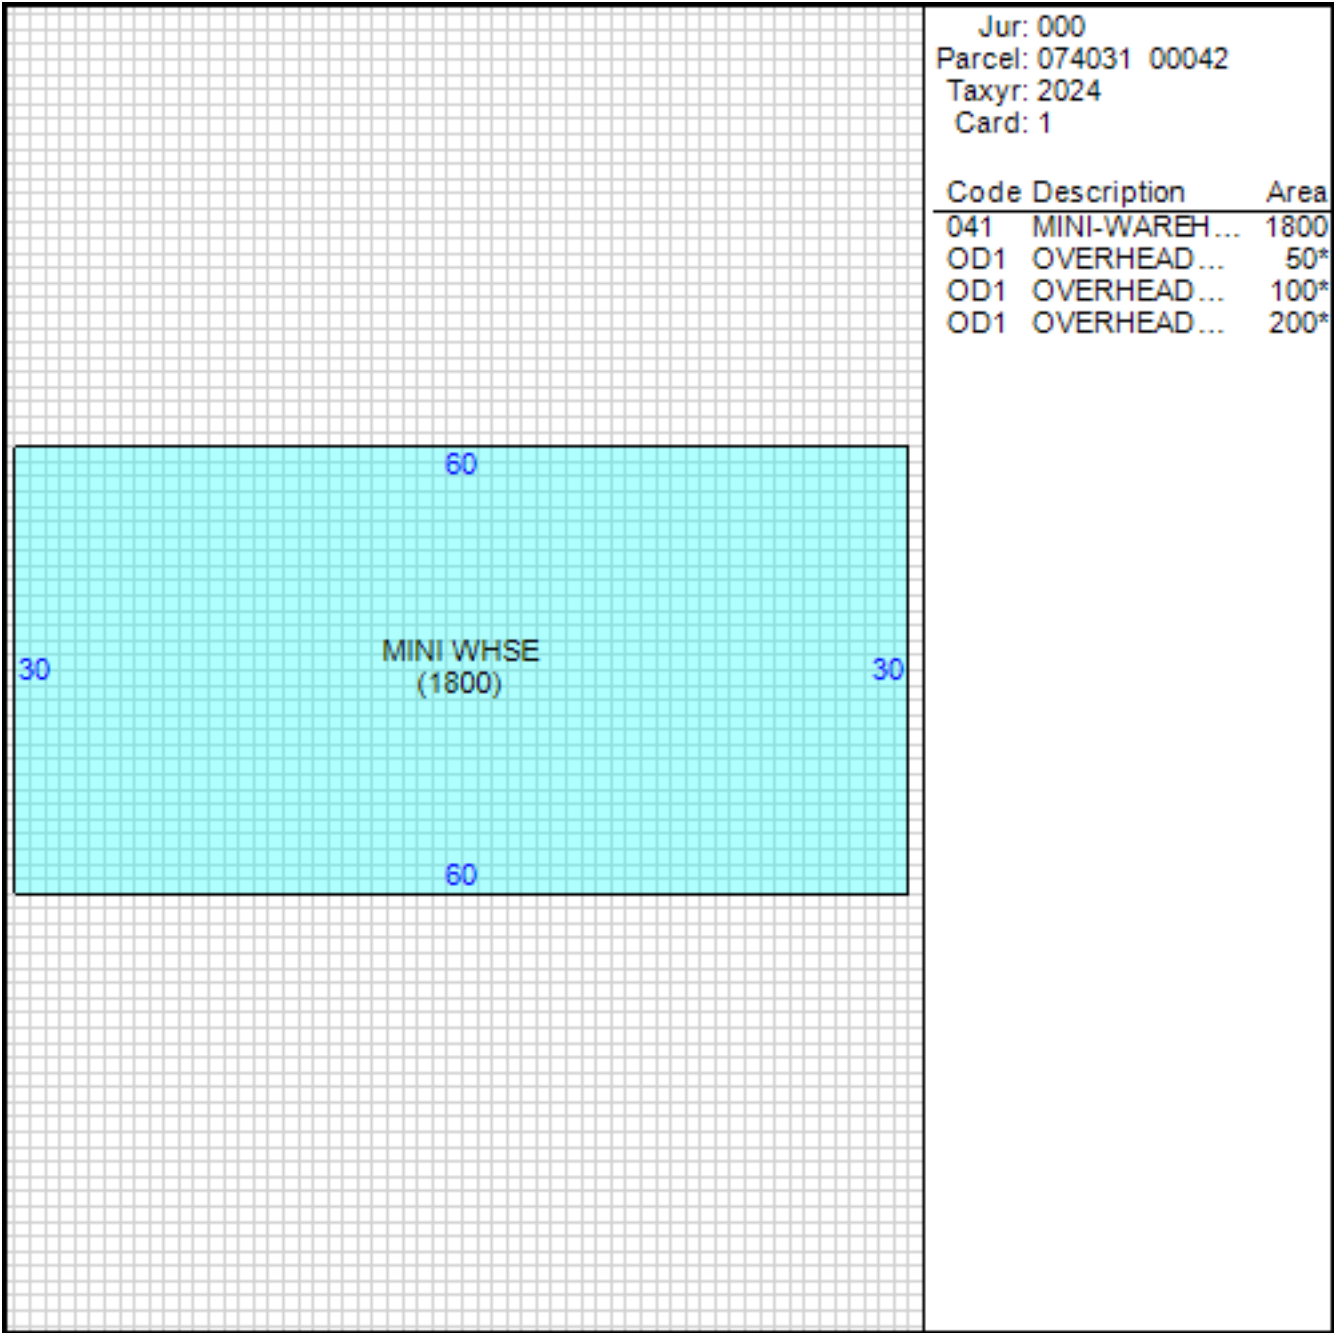 Jur: 000
Parcel: 074031 00042
Taxyr: 2024
Card: 1
Code Description Area
041 MINI-WAREH... 1800
OD1 OVERHEAD... 50*
OD1 OVERHEAD... 100*
OD1 OVERHEAD... 200*
60
MINI WHSE
30 30
(1800)
60